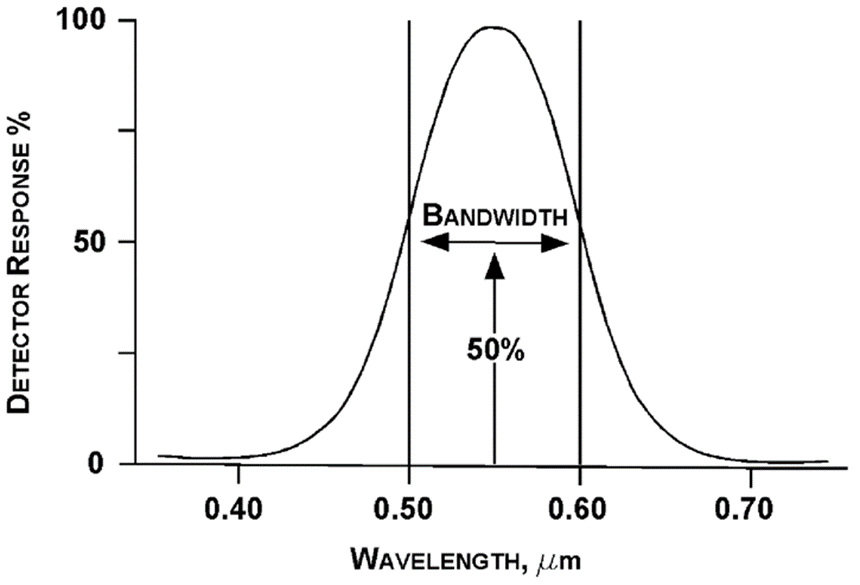 100
DETECTOR RESPONSE %
BANDWIDTH
50
50%
0
0.40 0.50 0.60 0.70
WAVELENGTH, µm